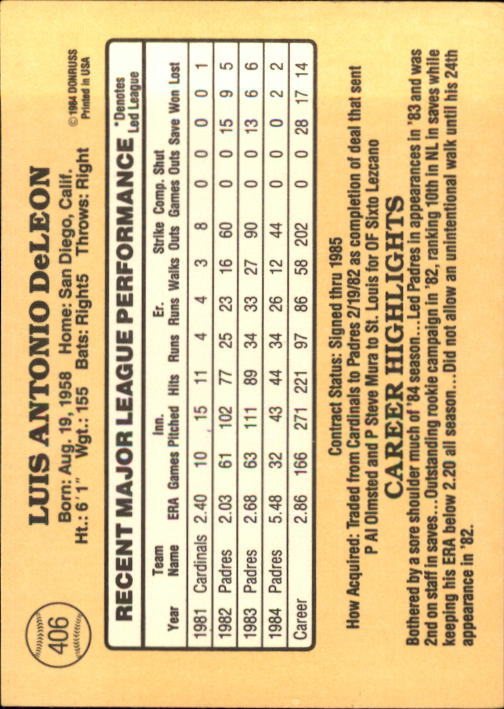 406
LUIS ANTONIO DeLEON
Born: Aug. 19, 1958 Home: San Diego, Calif.
Ht.: 6'1" Wgt.: 155 Bats: Right5 Throws: Right
© 1984 DONRUSS
Printed in USA
RECENT MAJOR LEAGUE PERFORMANCE
*Denotes
Led League
Team Inn. Er. Strike Comp. Shut
Year Name ERA Games Pitched Hits Runs Runs Walks Outs Games Outs Save Won Lost
1981 Cardinals 2.40 10 15 11 4 4 3 8 0 0 0 0 1
1982 Padres 2.03 61 102 77 25 23 16 60 0 0 15 9 5
1983 Padres 2.68 63 111 89 34 33 27 90 0 0 13 6 6
1984 Padres 5.48 32 43 44 34 26 12 44 0 0 0 2 2
Career 2.86 166 271 221 97 86 58 202 0 0 28 17 14
Contract Status: Signed thru 1985
How Acquired: Traded from Cardinals to Padres 2/19/82 as completion of deal that sent
P Al Olmsted and P Steve Mura to St. Louis for OF Sixto Lezcano
CAREER HIGHLIGHTS
Bothered by a sore shoulder much of '84 season...Led Padres in appearances in '83 and was
2nd on staff in saves...Outstanding rookie campaign in '82, ranking 10th in NL in saves while
keeping his ERA below 2.20 all season...Did not allow an unintentional walk until his 24th
appearance in '82.